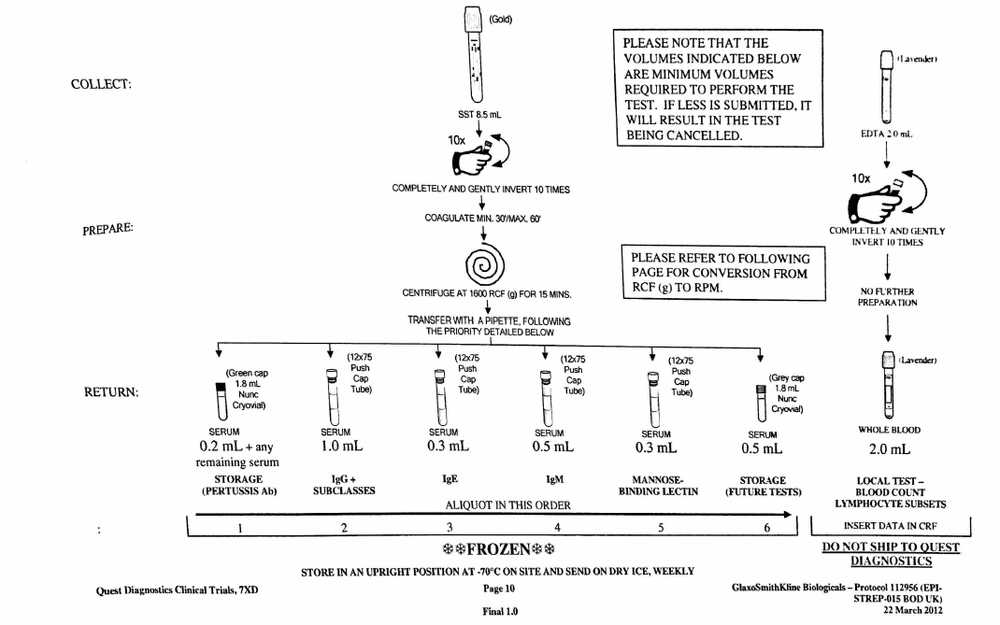 COLLECT:
(Gold)
SST 8.5 mL
10x
COMPLETELY AND GENTLY INVERT 10 TIMES
PREPARE:
COAGULATE MIN. 30'/MAX. 60'
CENTRIFUGE AT 1600 RCF (g) FOR 15 MINS.
TRANSFER WITH A PIPETTE, FOLLOWING
THE PRIORITY DETAILED BELOW
PLEASE NOTE THAT THE
VOLUMES INDICATED BELOW
ARE MINIMUM VOLUMES
REQUIRED TO PERFORM THE
TEST. IF LESS IS SUBMITTED, IT
WILL RESULT IN THE TEST
BEING CANCELLED.
PLEASE REFER TO FOLLOWING
PAGE FOR CONVERSION FROM
RCF (g) TO RPM.
(Lavender)
EDTA 2.0 mL
10x
COMPLETELY AND GENTLY
INVERT 10 TIMES
NO FURTHER
PREPARATION
RETURN:
(Green cap
1.8 mL
Nunc
Cryovial)
SERUM
0.2 mL + any
remaining serum
STORAGE
(PERTUSSIS Ab)
(12x75
Push
Cap
Tube)
SERUM
1.0 mL
IgG +
SUBCLASSES
(12x75
Push
Cap
Tube)
SERUM
0.3 mL
IgE
(12x75
Push
Cap
Tube)
SERUM
0.5 mL
IgM
(12x75
Push
Cap
Tube)
SERUM
0.3 mL
MANNOSE-
BINDING LECTIN
(Grey cap
1.8 mL
Nunc
Cryovial)
SERUM
0.5 mL
STORAGE
(FUTURE TESTS)
(Lavender)
WHOLE BLOOD
2.0 mL
LOCAL TEST –
BLOOD COUNT
LYMPHOCYTE SUBSETS
ALIQUOT IN THIS ORDER
: 1 2 3 4 5 6
INSERT DATA IN CRF
❄❄FROZEN❄❄
DO NOT SHIP TO QUEST
DIAGNOSTICS
STORE IN AN UPRIGHT POSITION AT -70°C ON SITE AND SEND ON DRY ICE, WEEKLY
Quest Diagnostics Clinical Trials, 7XD
Page 10
Final 1.0
GlaxoSmithKline Biologicals – Protocol 112956 (EPI-
STREP-015 BOD UK)
22 March 2012